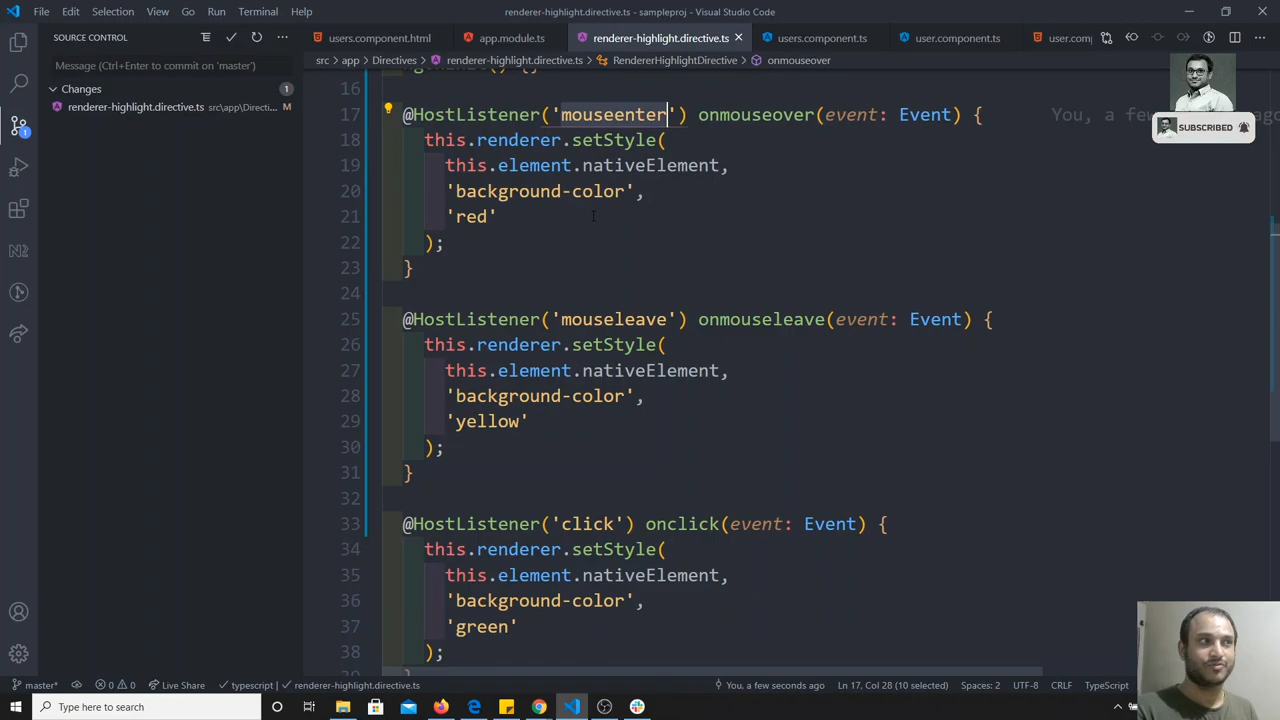 File Edit Selection View Go Run Terminal Help
renderer-highlight.directive.ts - sampleproj - Visual Studio Code
SOURCE CONTROL
users.component.html app.module.ts renderer-highlight.directive.ts users.component.ts user.component.ts user.comp
src > app > Directives > renderer-highlight.directive.ts > RendererHighlightDirective > onmouseover
Message (Ctrl+Enter to commit on 'master')
Changes 1
renderer-highlight.directive.ts src\app\Directi... M
16
17 @HostListener('mouseenter') onmouseover(event: Event) { You, a few
18 this.renderer.setStyle(
19 this.element.nativeElement,
20 'background-color',
21 'red'
22 );
23 }
24
25 @HostListener('mouseleave') onmouseleave(event: Event) {
26 this.renderer.setStyle(
27 this.element.nativeElement,
28 'background-color',
29 'yellow'
30 );
31 }
32
33 @HostListener('click') onclick(event: Event) {
34 this.renderer.setStyle(
35 this.element.nativeElement,
36 'background-color',
37 'green'
38 );
SUBSCRIBED
master* 0 0 Live Share typescript | renderer-highlight.directive.ts You, a few seconds ago Ln 17, Col 28 (10 selected) Spaces: 2 UTF-8 CRLF TypeScript
Type here to search